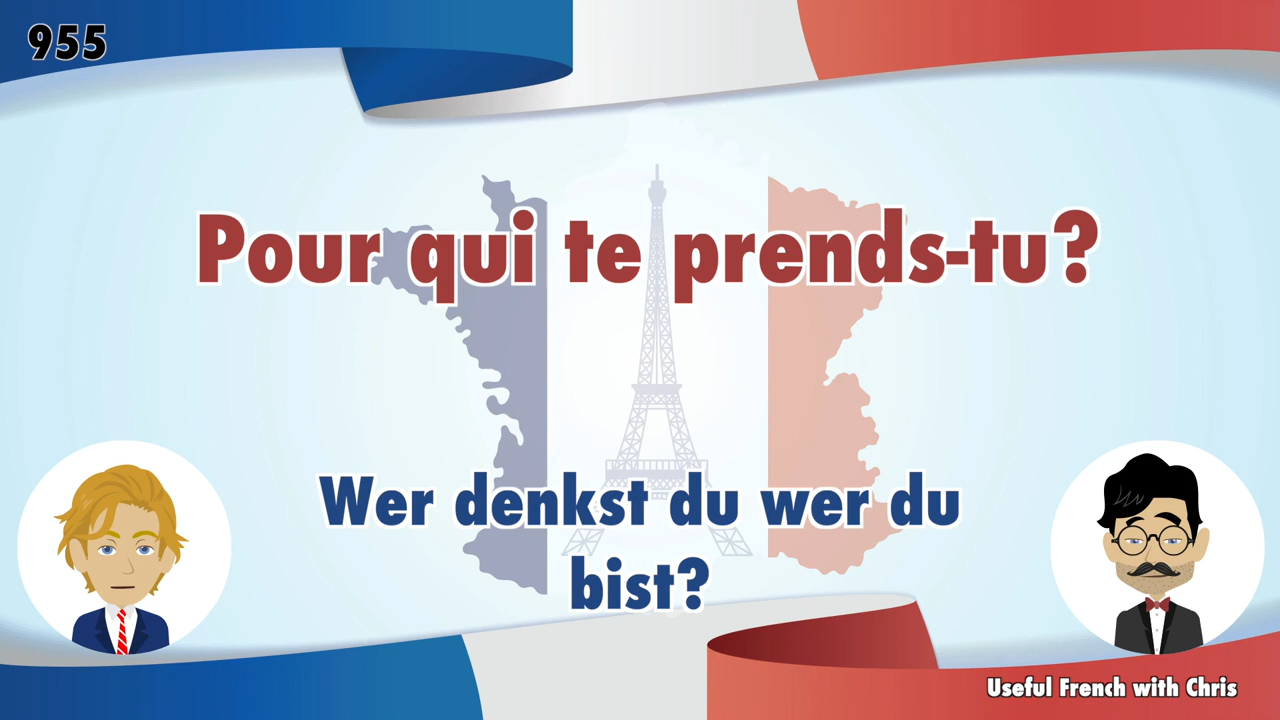 955
Pour qui te prends-tu?
Wer denkst du wer du
bist?
Useful French with Chris